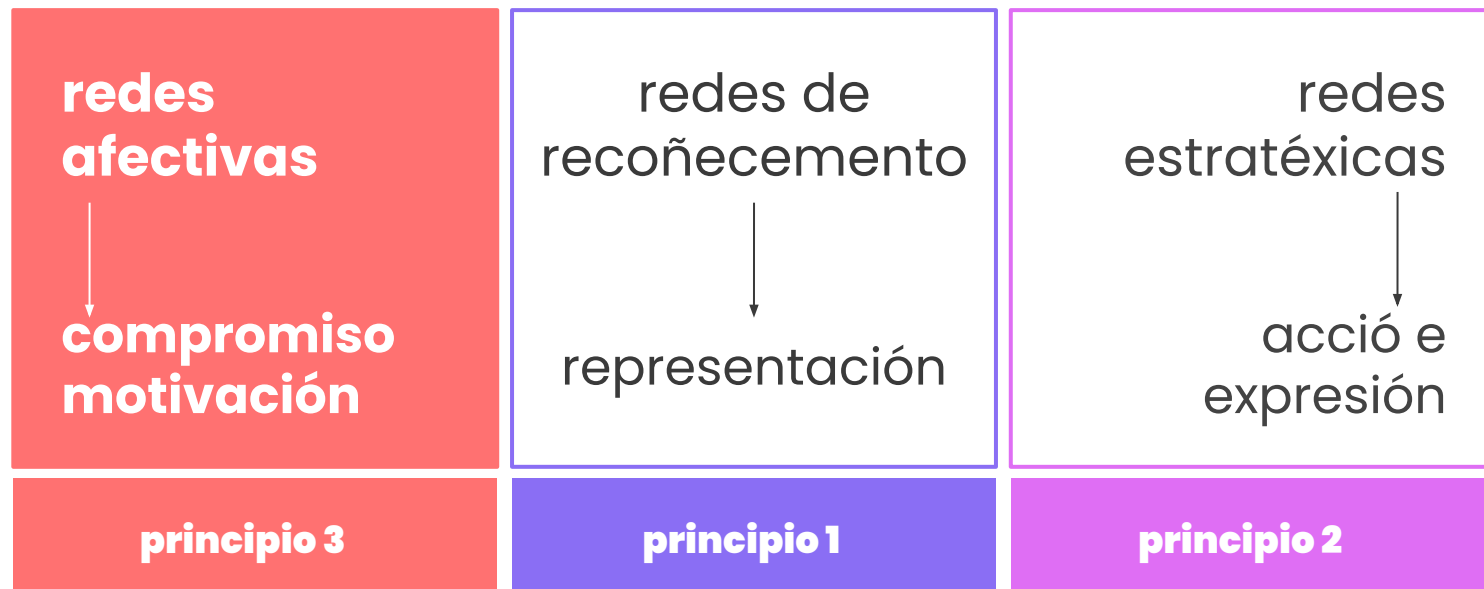 redes
afectivas
compromiso
motivación
principio 3
redes de
recoñecemento
representación
principio 1
redes
estratéxicas
acció e
expresión
principio 2